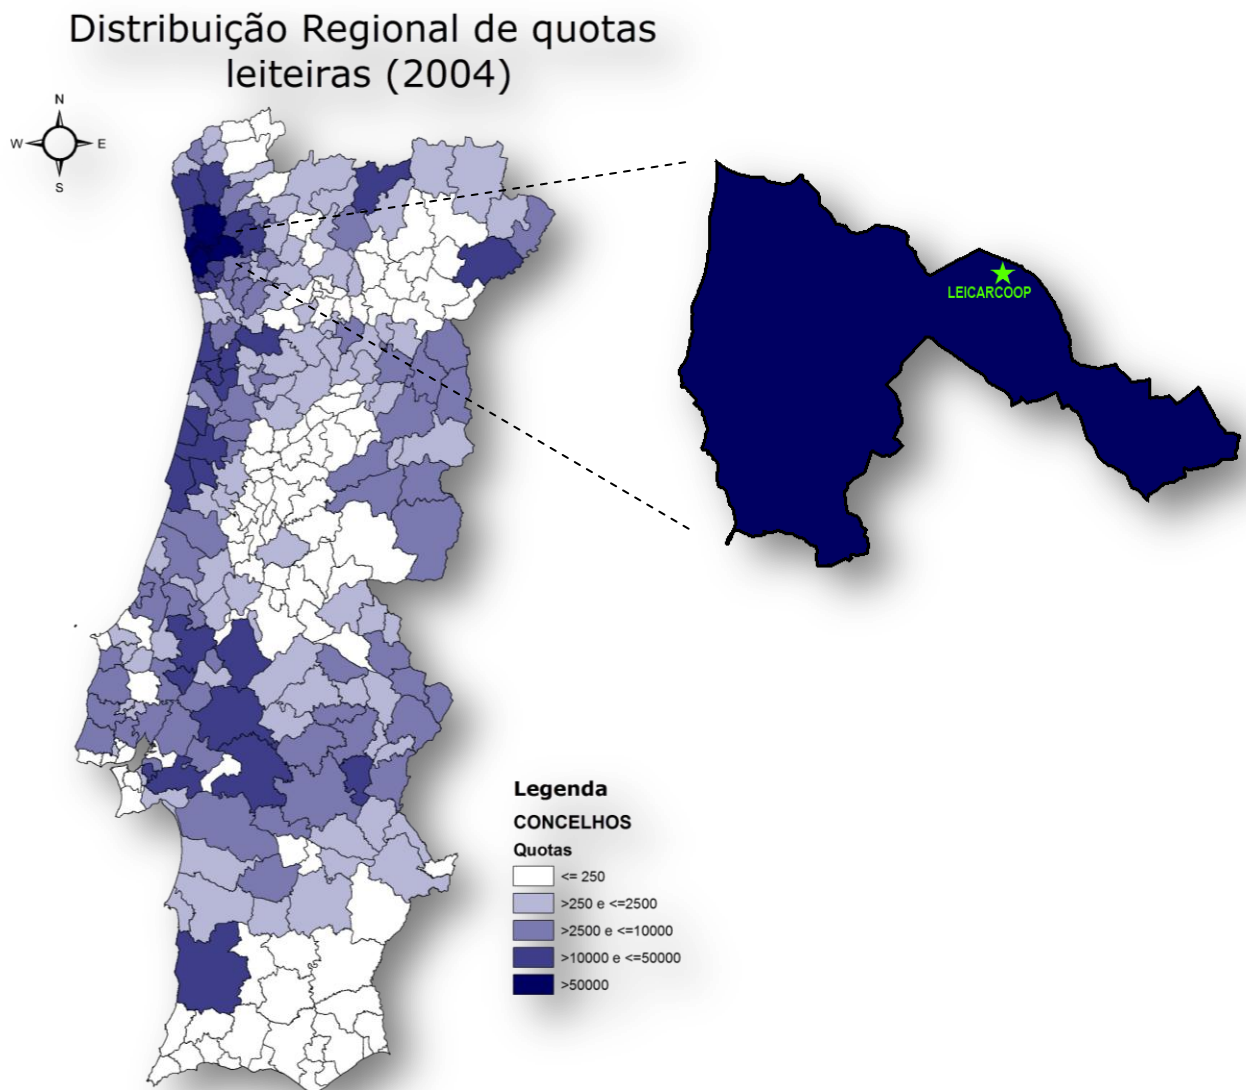 Distribuição Regional de quotas
leiteiras (2004)
N
W
E
S
LEICARCOOP
Legenda
CONCELHOS
Quotas
<= 250
>250 e <=2500
>2500 e <=10000
>10000 e <=50000
>50000